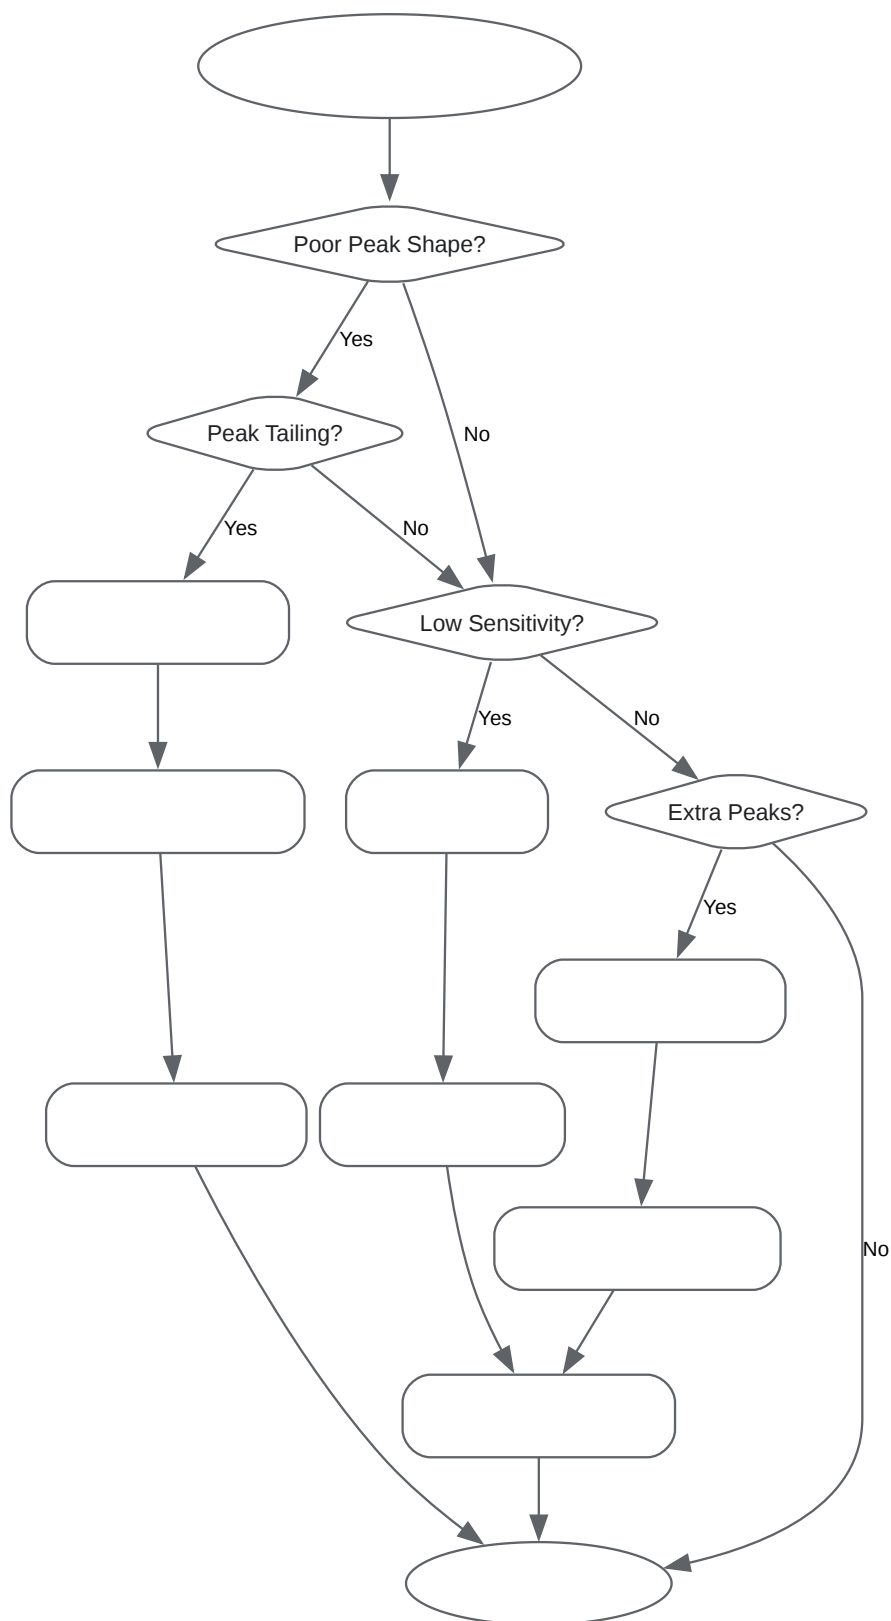 Poor Peak Shape?
Yes
Peak Tailing?
No
Yes
No
Low Sensitivity?
Yes
No
Extra Peaks?
Yes
No